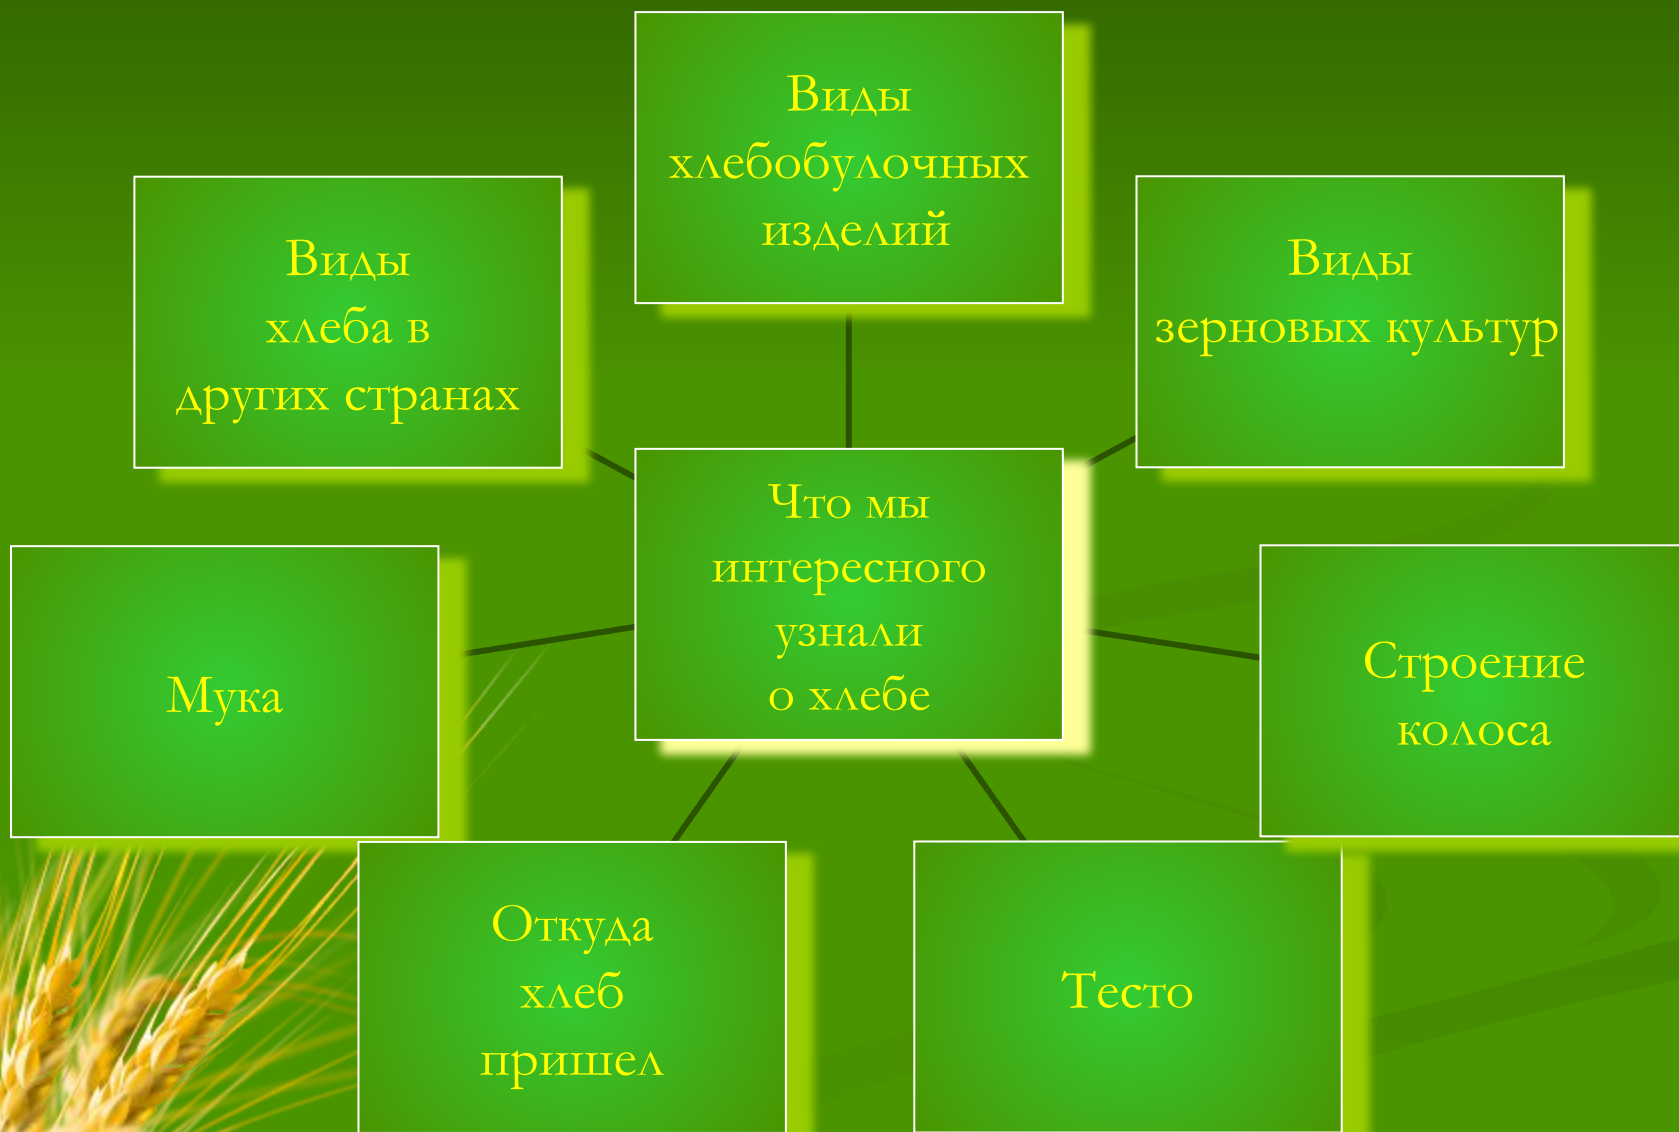 Виды
хлебобулочных
изделий
Виды
хлеба в
других странах
Виды
зерновых культур
Что мы
интересного
узнали
о хлебе
Мука
Строение
колоса
Откуда
хлеб
пришел
Тесто